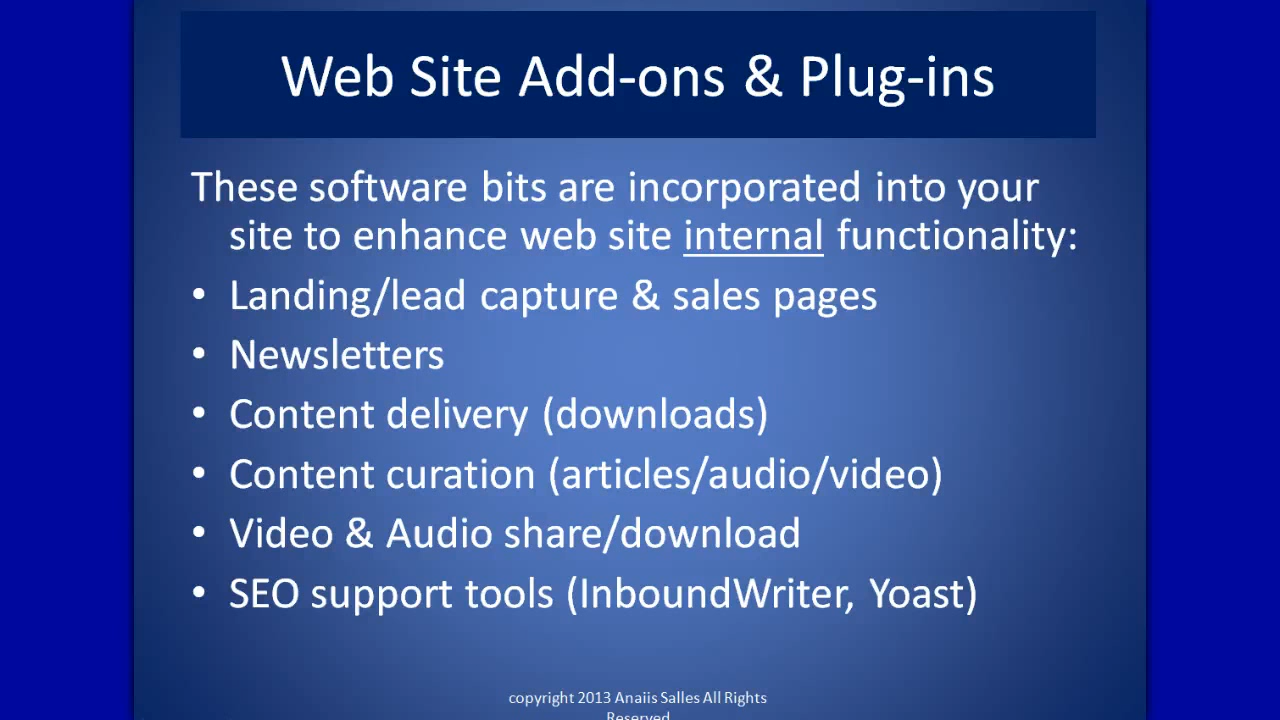 Web Site Add-ons & Plug-ins
These software bits are incorporated into your
site to enhance web site internal functionality:
• Landing/lead capture & sales pages
• Newsletters
• Content delivery (downloads)
• Content curation (articles/audio/video)
• Video & Audio share/download
• SEO support tools (InboundWriter, Yoast)
copyright 2013 Anaiis Salles All Rights
Reserved